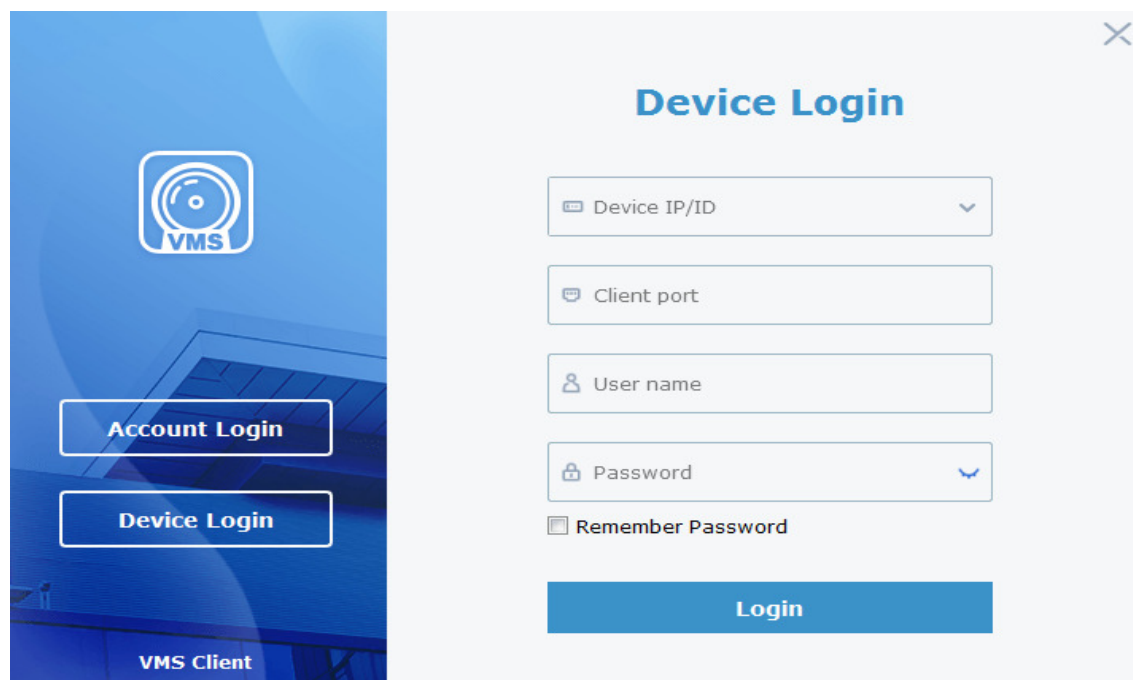 VMS
Account Login
Device Login
VMS Client
Device Login
Device IP/ID
Client port
User name
Password
Remember Password
Login